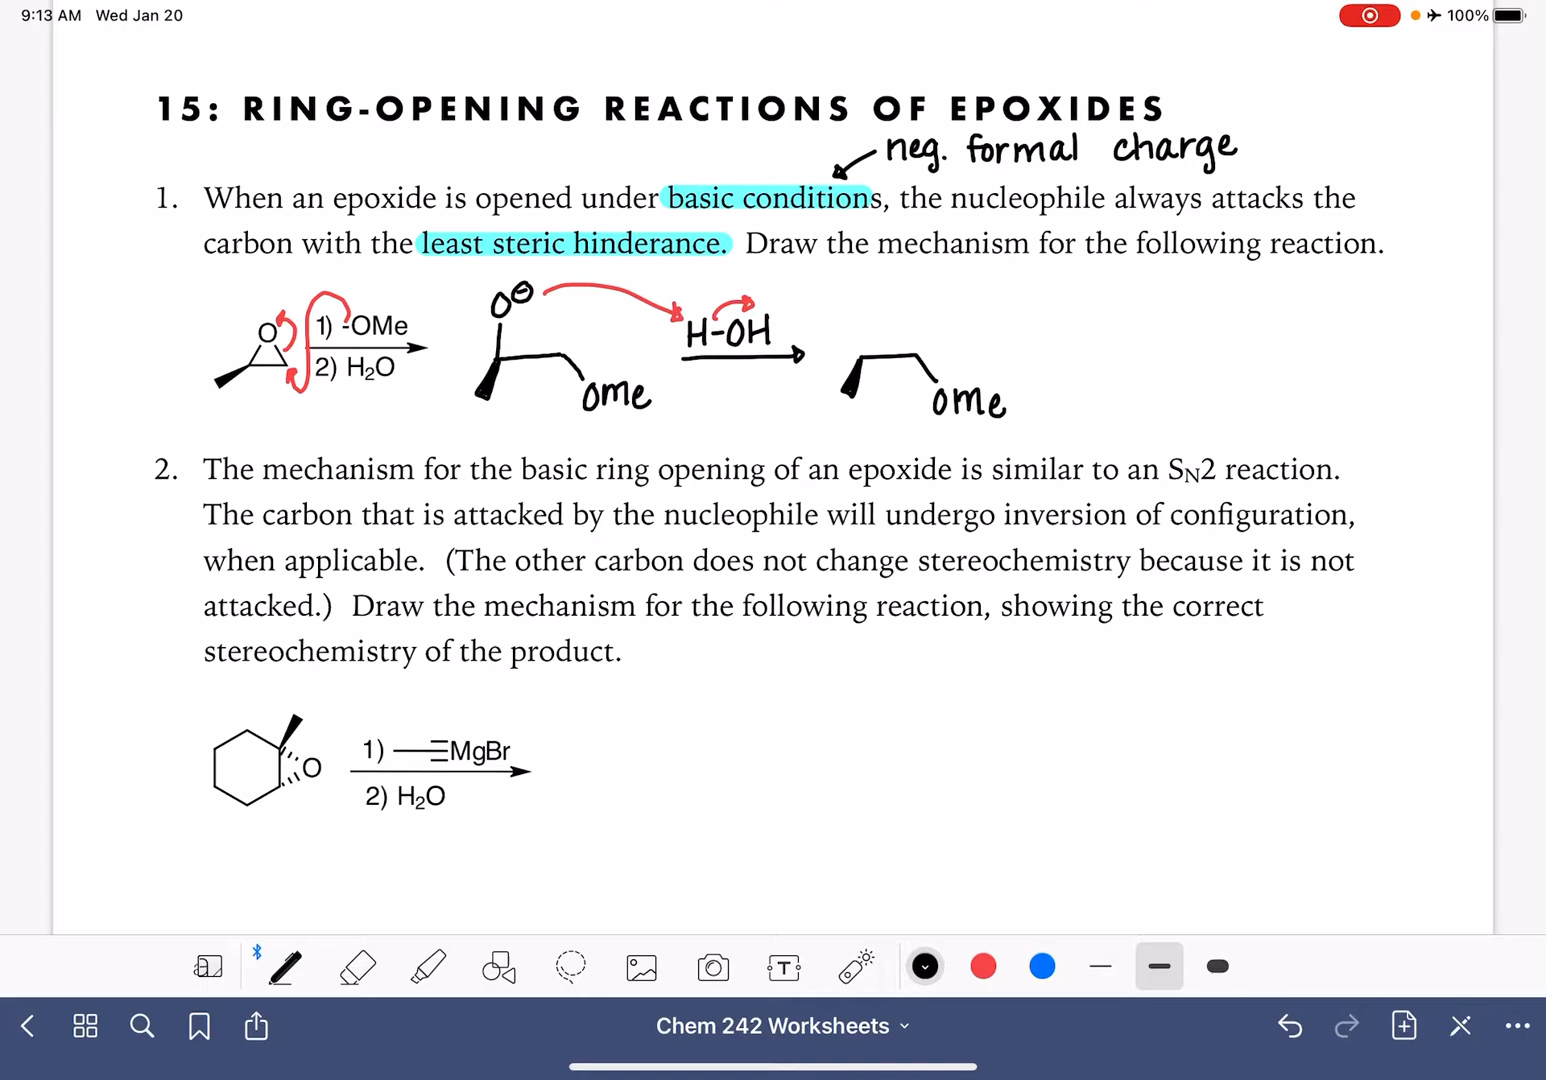 9:13 AM Wed Jan 20
100%
15: RING-OPENING REACTIONS OF EPOXIDES
neg. formal charge
1. When an epoxide is opened under basic conditions, the nucleophile always attacks the
carbon with the least steric hinderance. Draw the mechanism for the following reaction.
O
1) -OMe
2) H₂O
O⊖
OMe
H-OH
OMe
2. The mechanism for the basic ring opening of an epoxide is similar to an SN2 reaction.
The carbon that is attacked by the nucleophile will undergo inversion of configuration,
when applicable. (The other carbon does not change stereochemistry because it is not
attacked.) Draw the mechanism for the following reaction, showing the correct
stereochemistry of the product.
O
1) —≡MgBr
2) H₂O
a
T
Chem 242 Worksheets